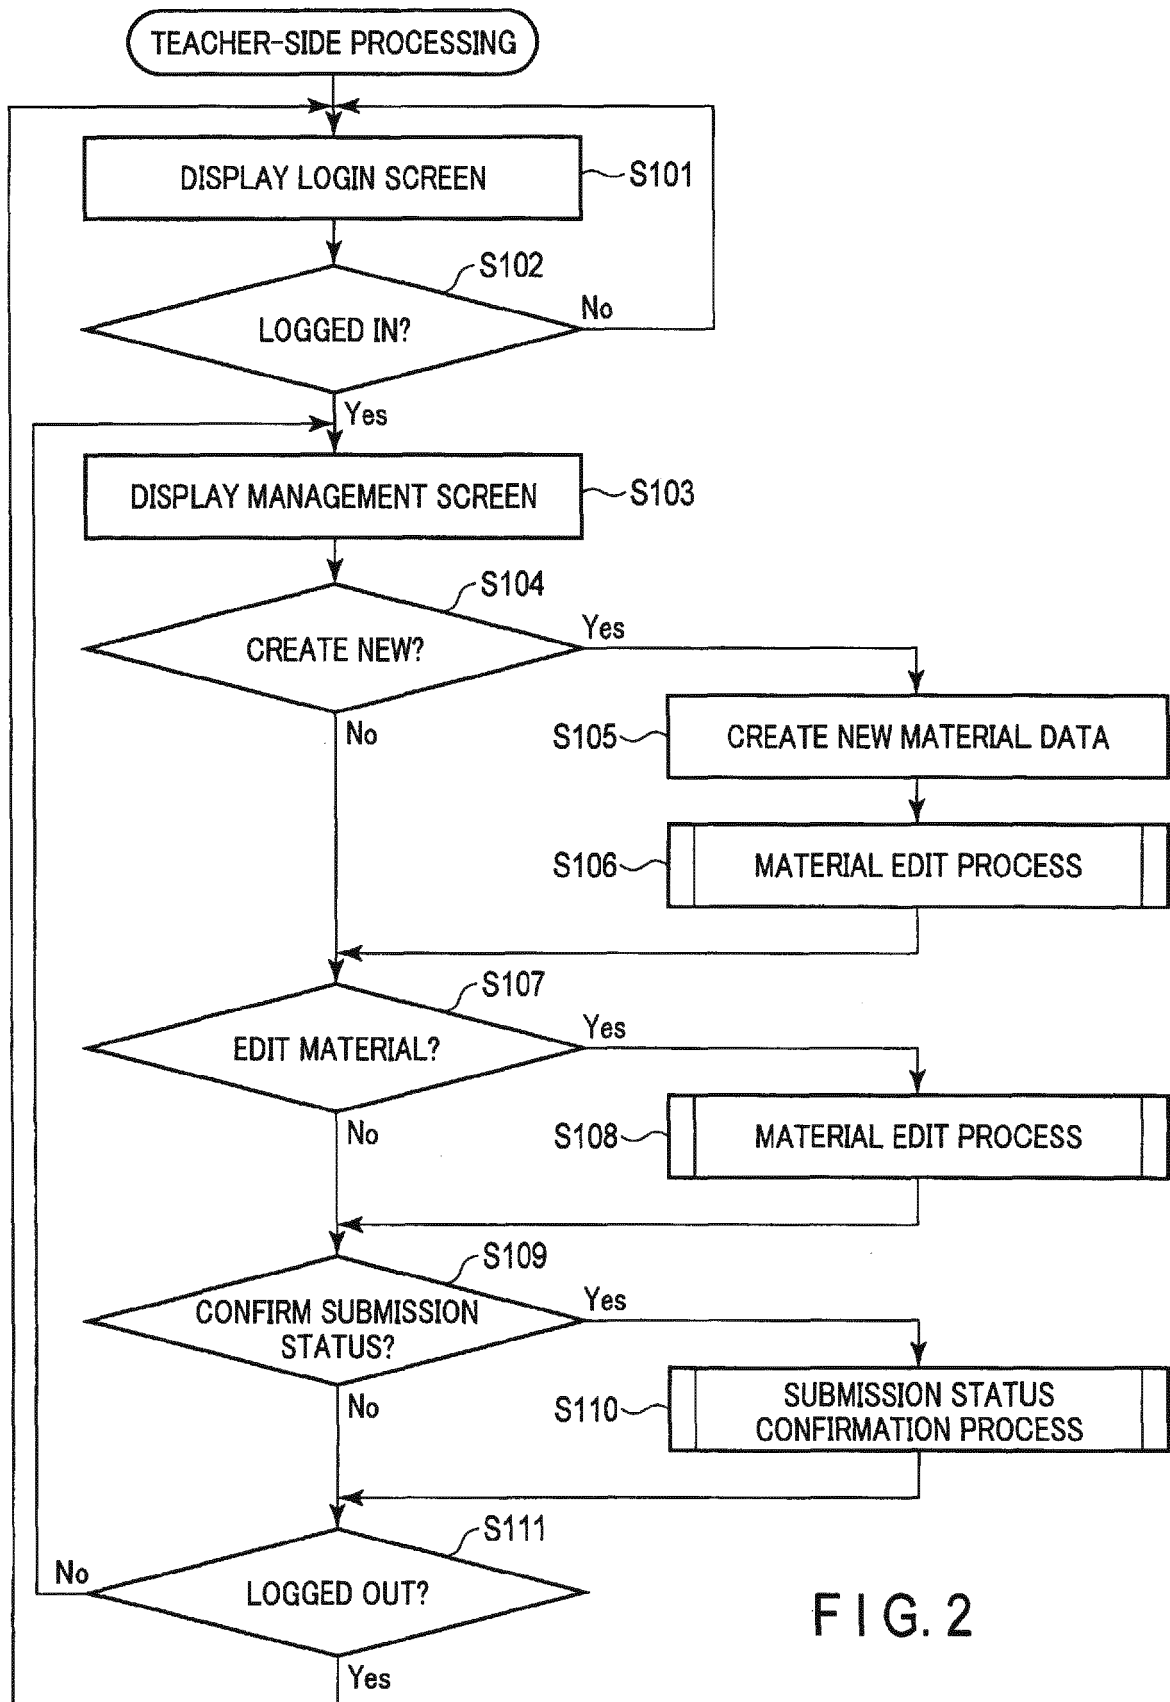 TEACHER-SIDE PROCESSING
DISPLAY LOGIN SCREEN
S101
S102
LOGGED IN?
No
Yes
DISPLAY MANAGEMENT SCREEN
S103
S104
CREATE NEW?
Yes
No
S105
CREATE NEW MATERIAL DATA
S106
MATERIAL EDIT PROCESS
S107
EDIT MATERIAL?
Yes
No
S108
MATERIAL EDIT PROCESS
S109
CONFIRM SUBMISSION
STATUS?
Yes
No
S110
SUBMISSION STATUS
CONFIRMATION PROCESS
S111
LOGGED OUT?
No
Yes
FIG. 2